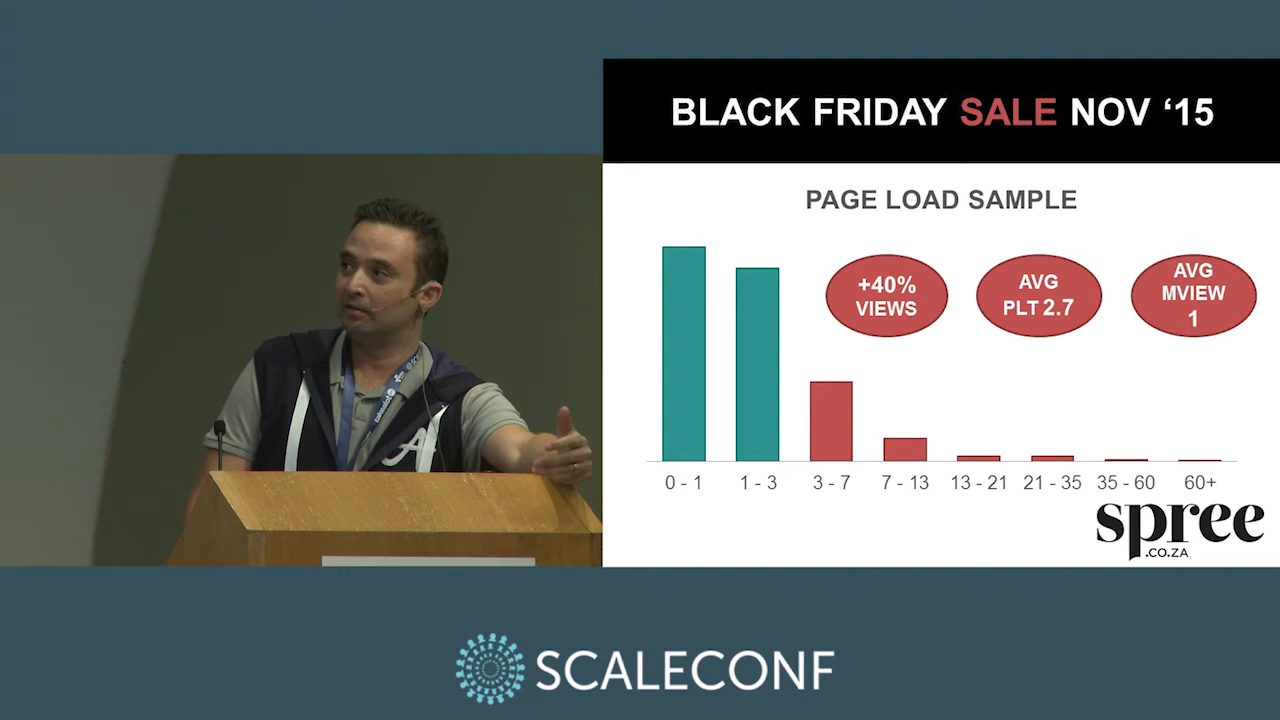 BLACK FRIDAY SALE NOV ‘15
PAGE LOAD SAMPLE
+40%
VIEWS
AVG
PLT 2.7
AVG
MVIEW
1
0 - 1
1 - 3
3 - 7
7 - 13
13 - 21
21 - 35
35 - 60
60+
spree
.CO.ZA
A
SCALECONF